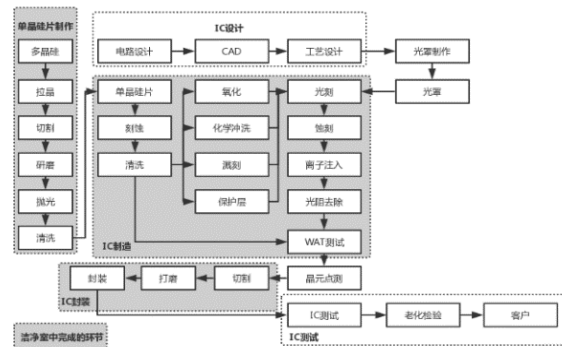 单晶硅片制作
多晶硅
拉晶
切割
研磨
抛光
清洗
IC设计
电路设计
CAD
工艺设计
光罩制作
光罩
单晶硅片
刻蚀
清洗
氧化
化学冲洗
溅刻
保护层
光刻
蚀刻
离子注入
光阻去除
WAT测试
IC制造
晶元点测
切割
打磨
封装
IC封装
IC测试
老化检验
客户
IC测试
洁净室中完成的环节